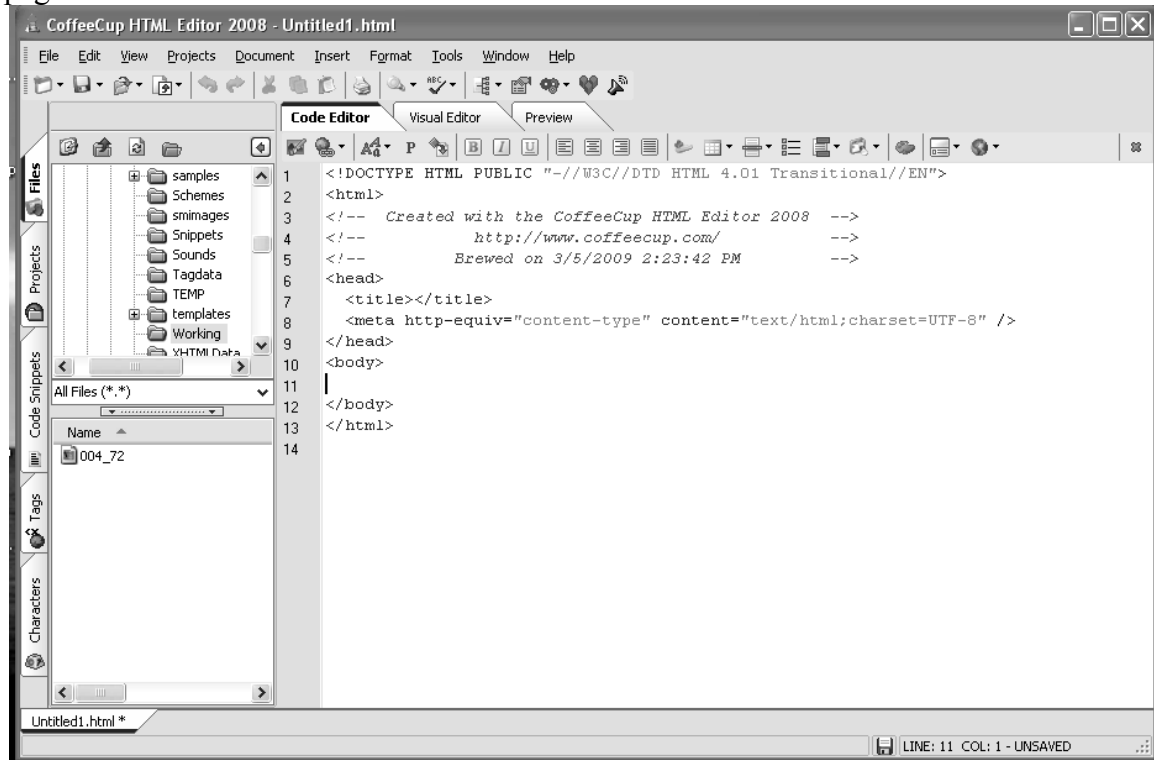 CoffeeCup HTML Editor 2008 - Untitled1.html
File Edit View Projects Document Insert Format Tools Window Help
Code Editor Visual Editor Preview
Files
Projects
Code Snippets
Tags
Characters
samples
Schemes
smimages
Snippets
Sounds
Tagdata
TEMP
templates
Working
XHTMLData
All Files (*.*)
Name
004_72
1 <!DOCTYPE HTML PUBLIC "-//W3C//DTD HTML 4.01 Transitional//EN">
2 <html>
3 <!-- Created with the CoffeeCup HTML Editor 2008 -->
4 <!-- http://www.coffeecup.com/ -->
5 <!-- Brewed on 3/5/2009 2:23:42 PM -->
6 <head>
7 <title></title>
8 <meta http-equiv="content-type" content="text/html;charset=UTF-8" />
9 </head>
10 <body>
11
12 </body>
13 </html>
14
Untitled1.html *
LINE: 11 COL: 1 - UNSAVED